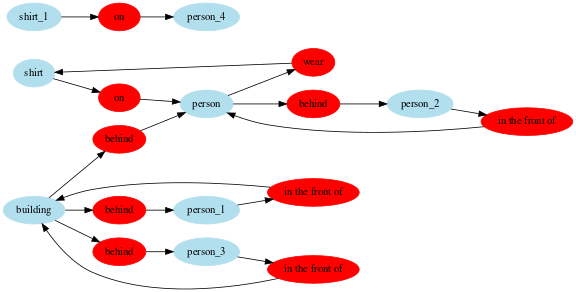 shirt_1 on person_4
wear
shirt
on person behind person_2
in the front of
behind
in the front of
building behind person_1
behind person_3
in the front of